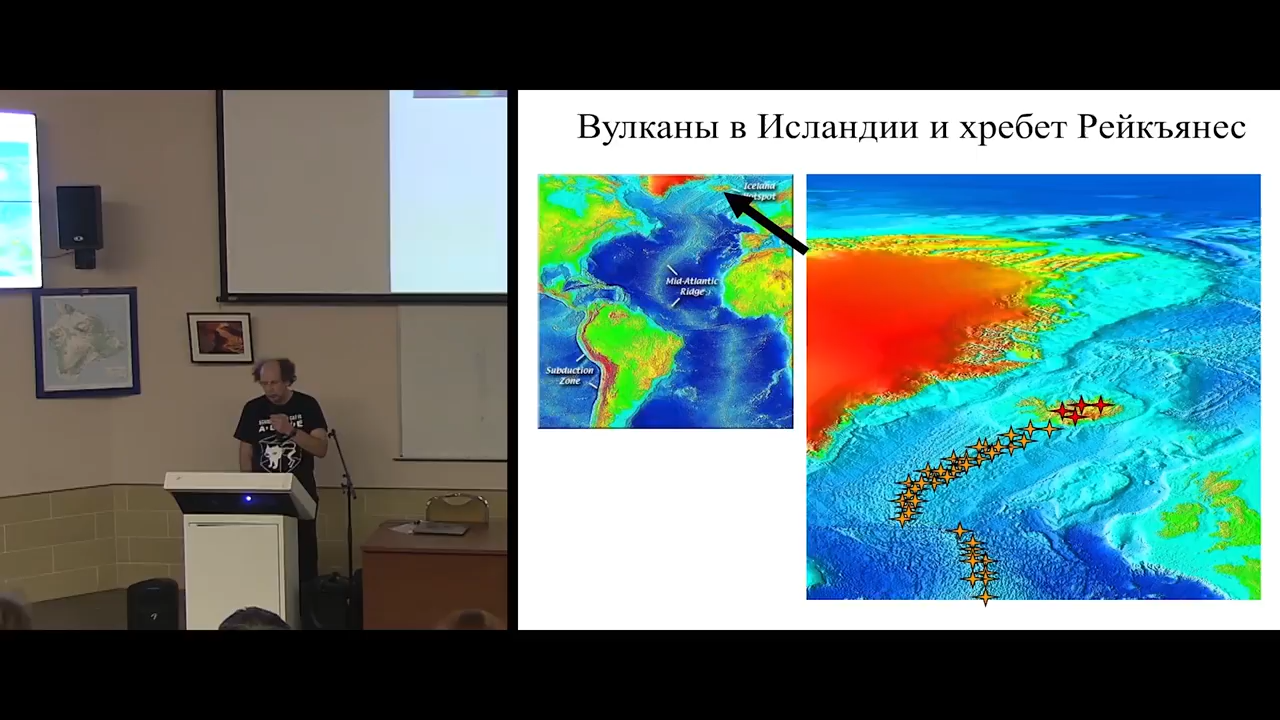 Вулканы в Исландии и хребет Рейкъянес
Iceland
Hotspot
Mid-Atlantic
Ridge
Subduction
Zone